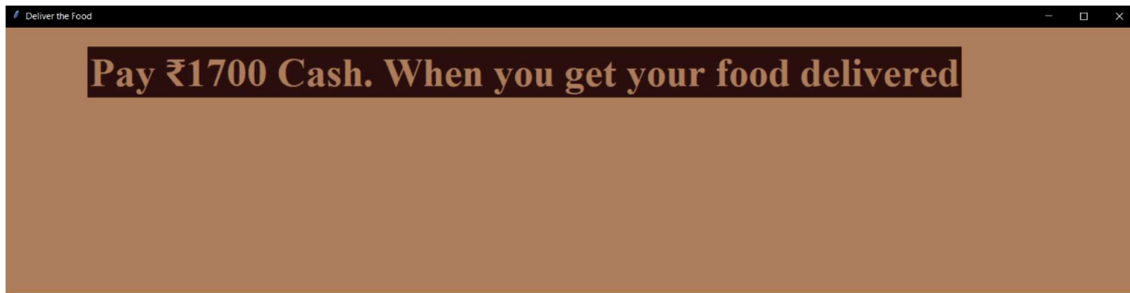 Deliver the Food
Pay ₹1700 Cash. When you get your food delivered